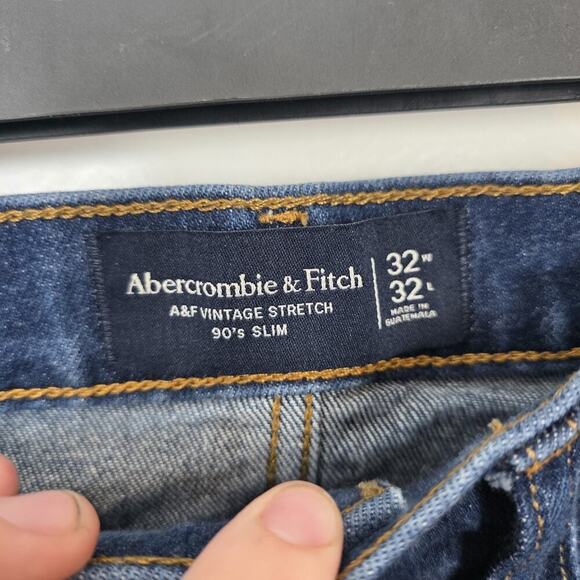 Abercrombie & Fitch
A&F VINTAGE STRETCH
90's SLIM
32 W
32 L
MADE IN
GUATEMALA